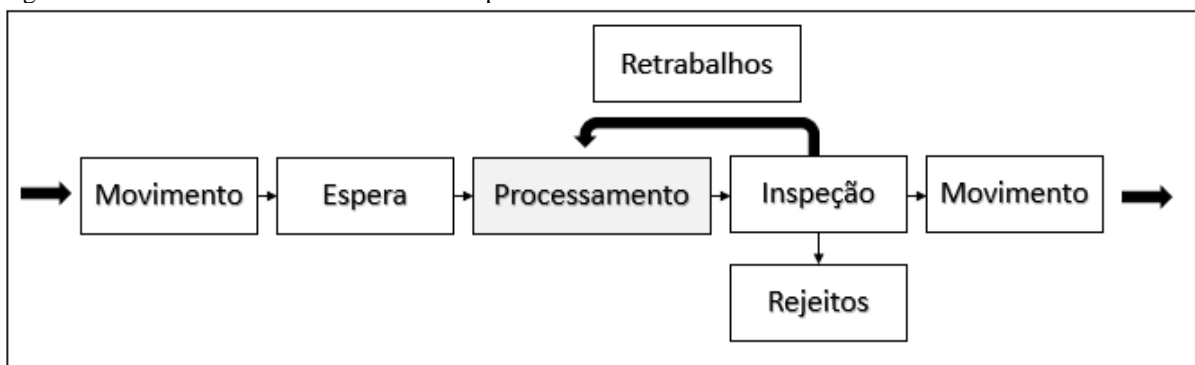 Retrabalhos
Movimento
Espera
Processamento
Inspeção
Movimento
Rejeitos